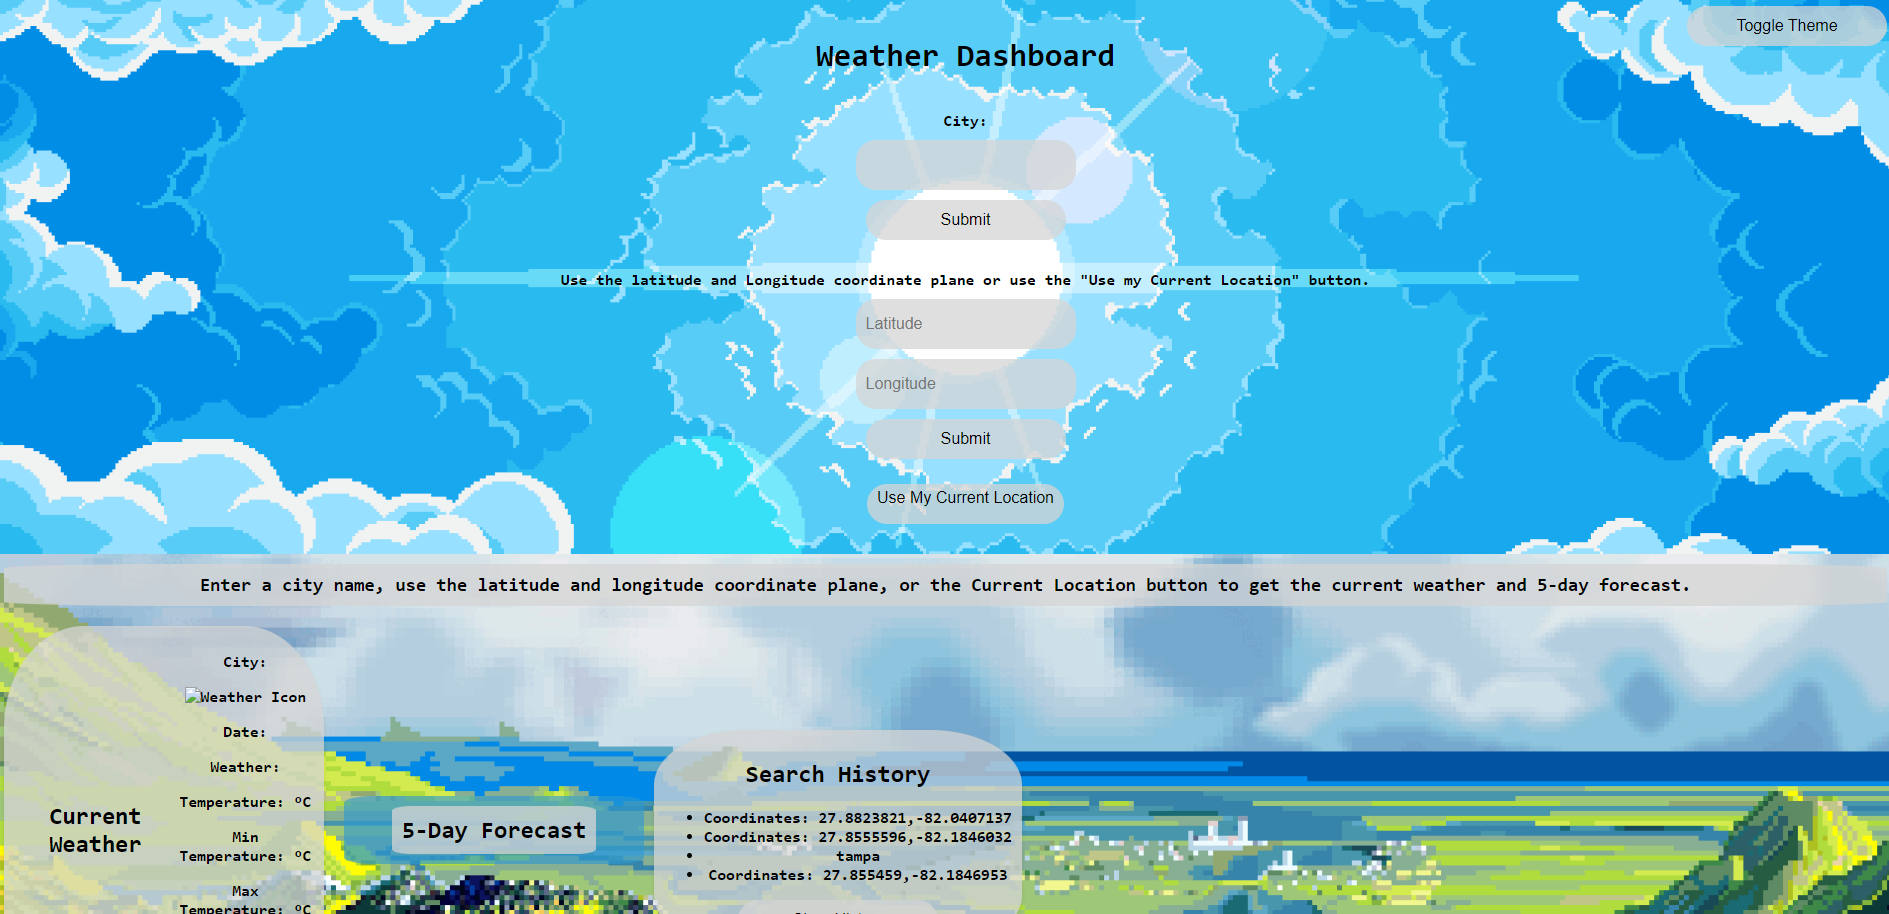 Toggle Theme
Weather Dashboard
City:
Submit
Use the latitude and Longitude coordinate plane or use the "Use my Current Location" button.
Latitude
Longitude
Submit
Use My Current Location
Enter a city name, use the latitude and longitude coordinate plane, or the Current Location button to get the current weather and 5-day forecast.
Current
Weather
City:
Weather Icon
Date:
Weather:
Temperature: ºC
Min
Temperature: ºC
Max
Temperature: ºC
5-Day Forecast
Search History
Coordinates: 27.8823821,-82.0407137
Coordinates: 27.8555596,-82.1846032
tampa
Coordinates: 27.855459,-82.1846953